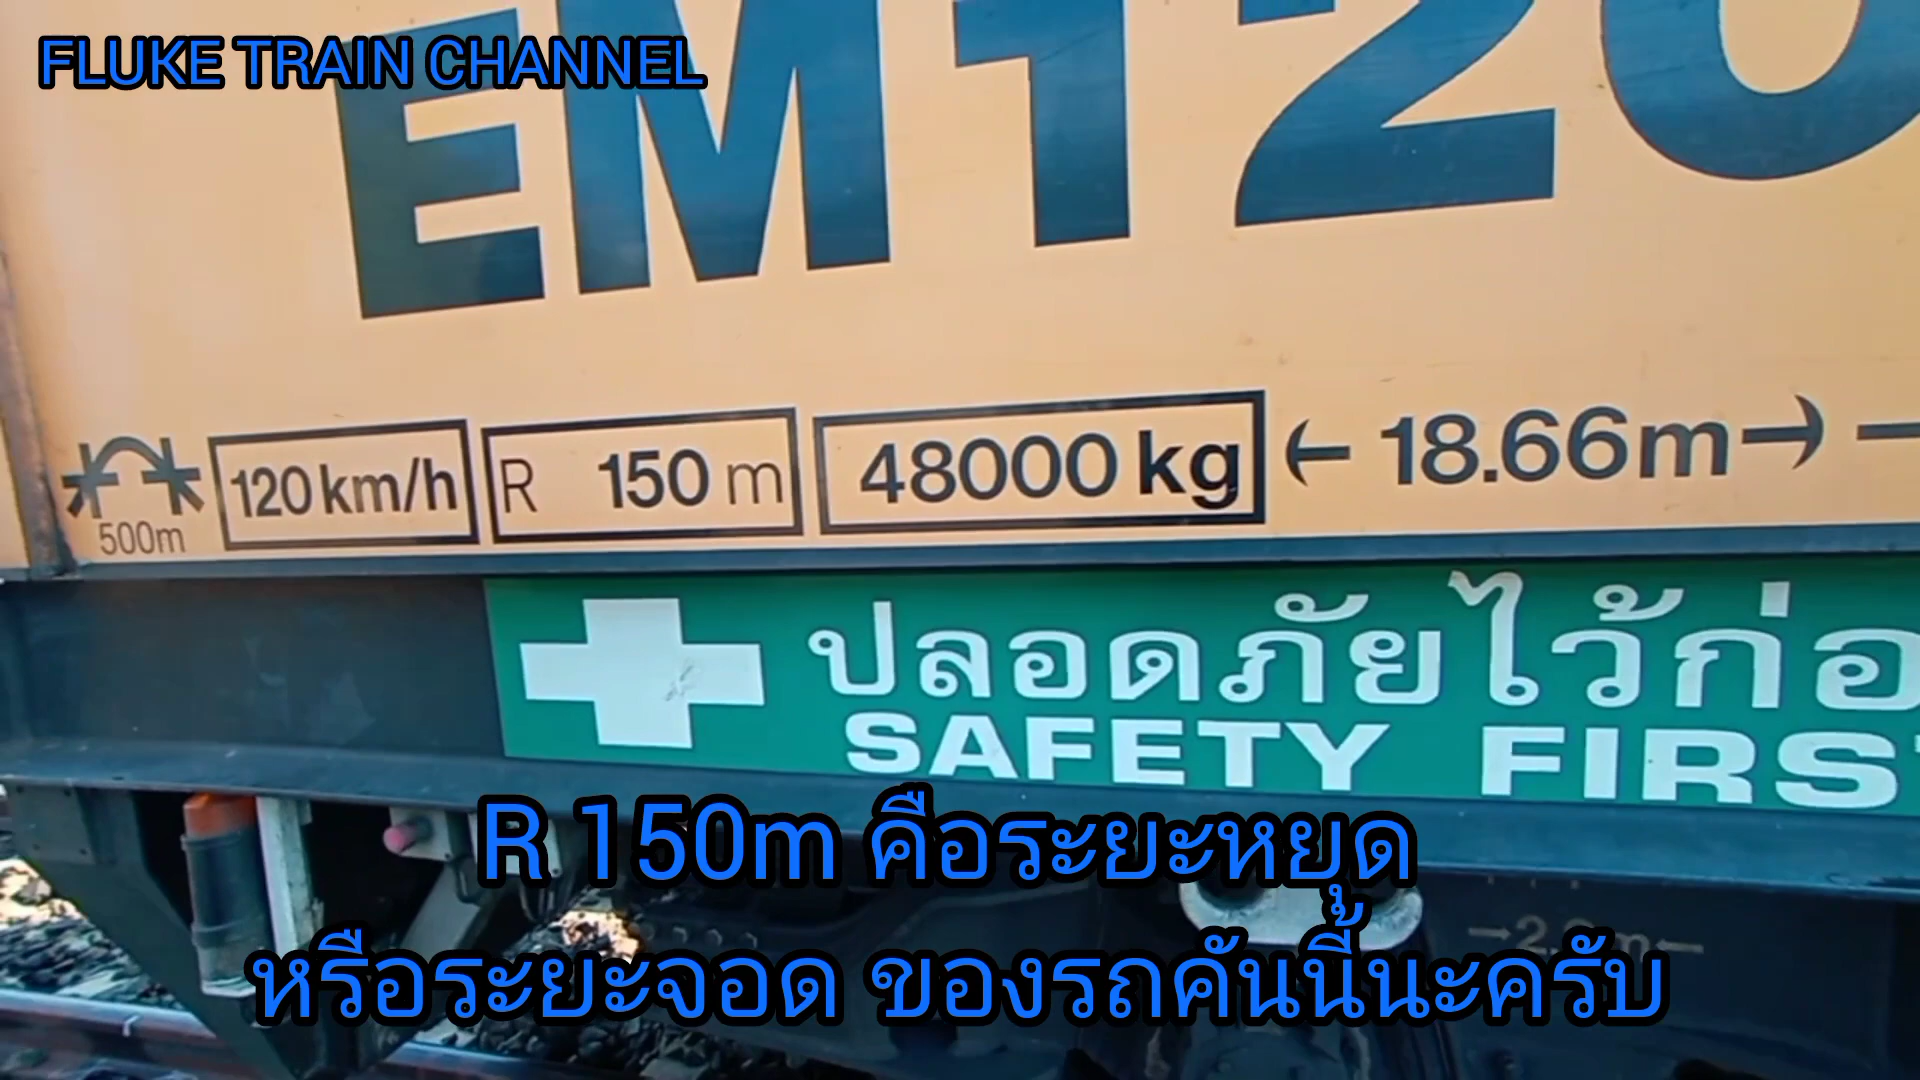 FLUKE TRAIN CHANNEL
EM120
500m
120 km/h
R 150 m
48000 kg
18.66m
ปลอดภัยไว้ก่อ
SAFETY FIRS
R 150m คือระยะหยุด
หรือระยะจอด ของรถคันนี้นะครับ